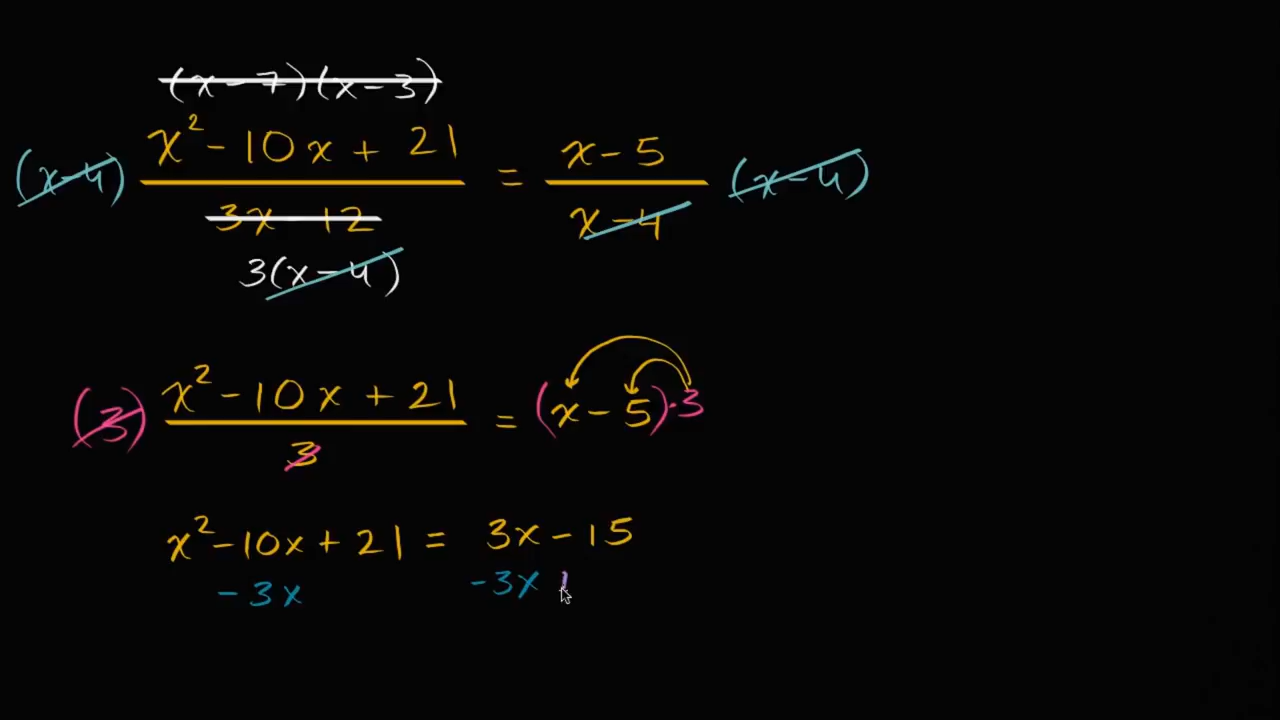 (x-7)(x-3)
(x-4) x²-10x+21 = x-5 (x-4)
3x-12 x-4
3(x-4)
(3) x²-10x+21 = (x-5)·3
3
x²-10x+21 = 3x-15
-3x -3x